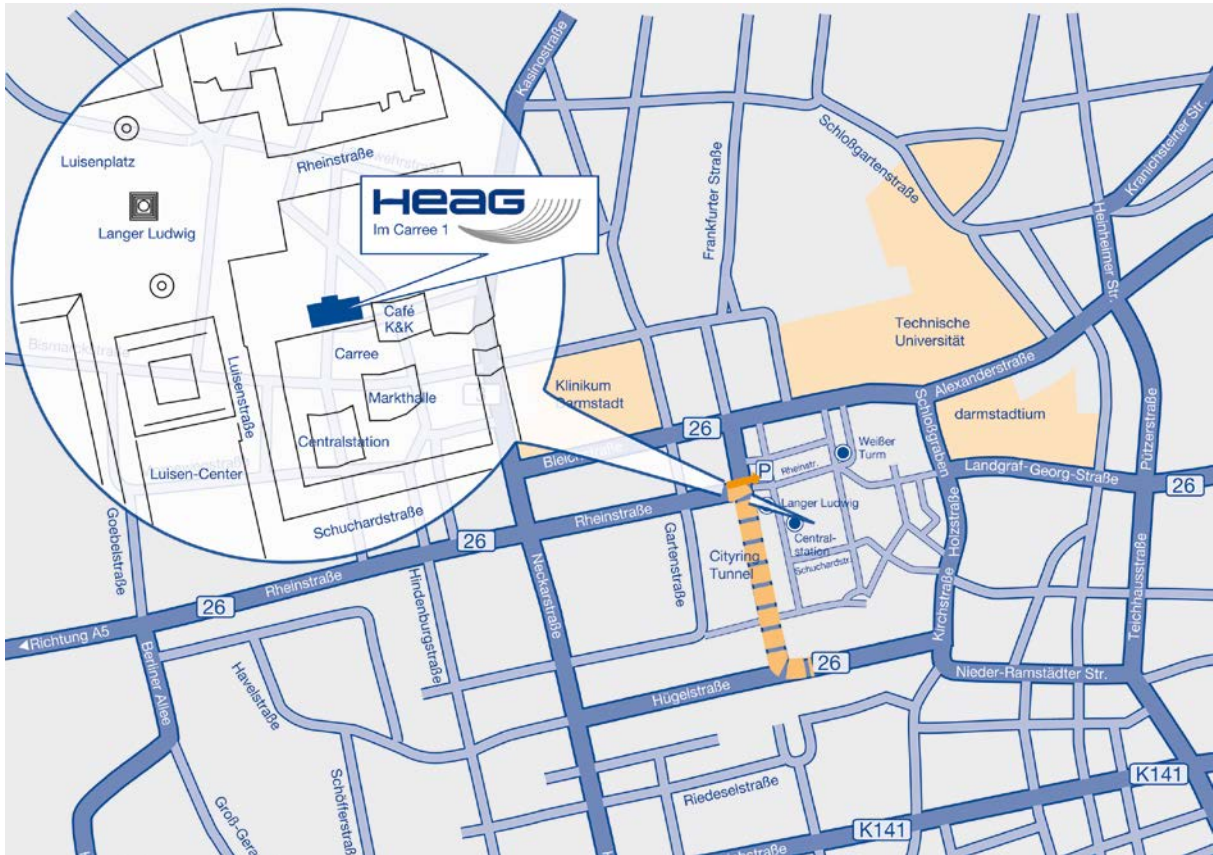 Kasinostraße
Rheinstraße
Luisenplatz
Langer Ludwig
HEAG
Im Carree 1
Café
K&K
Carree
Bismarckstraße
Luisenstraße
Markthalle
Centralstation
Luisen-Center
Schuchardstraße
Schloßgartenstraße
Frankfurter Straße
Kranichsteiner Str.
Heinheimer Str.
Technische
Universität
Klinikum
Darmstadt
Alexanderstraße
darmstadtium
Schloßgraben
Pützerstraße
26
Weißer
Turm
P
Rheinstr.
Landgraf-Georg-Straße
26
Langer Ludwig
Central-
station
Schuchardstr.
Holzstraße
Cityring
Tunnel
Gartenstraße
Rheinstraße
26
Goebelstraße
Rheinstraße
26
Richtung A5
Hindenburgstraße
Neckarstraße
Kirchstraße
Teichhausstraße
Berliner Allee
Havelstraße
26
Hügelstraße
Nieder-Ramstädter Str.
Schöfferstraße
Riedeselstraße
K141
K141